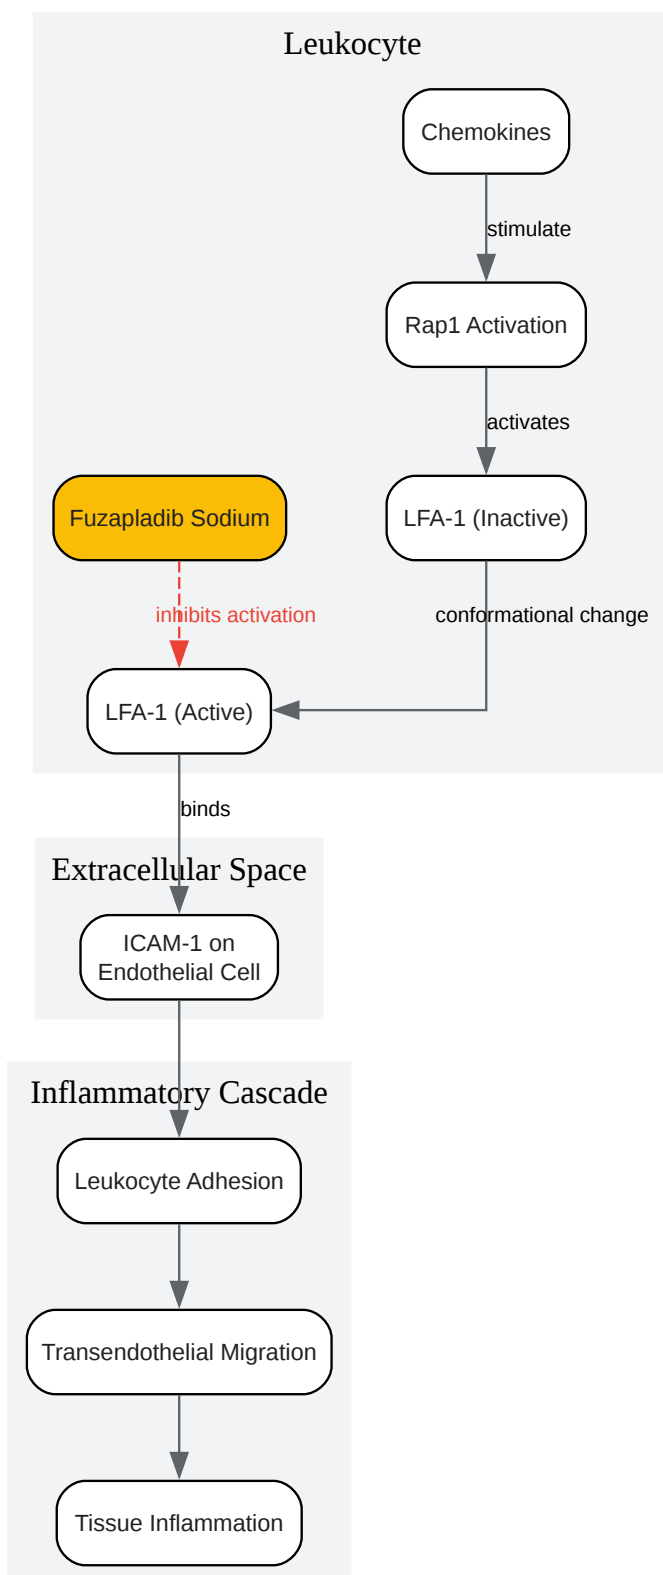 Leukocyte
Chemokines
stimulate
Rap1 Activation
activates
Fuzapladib Sodium
LFA-1 (Inactive)
inhibits activation
conformational change
LFA-1 (Active)
binds
Extracellular Space
ICAM-1 on
Endothelial Cell
Inflammatory Cascade
Leukocyte Adhesion
Transendothelial Migration
Tissue Inflammation